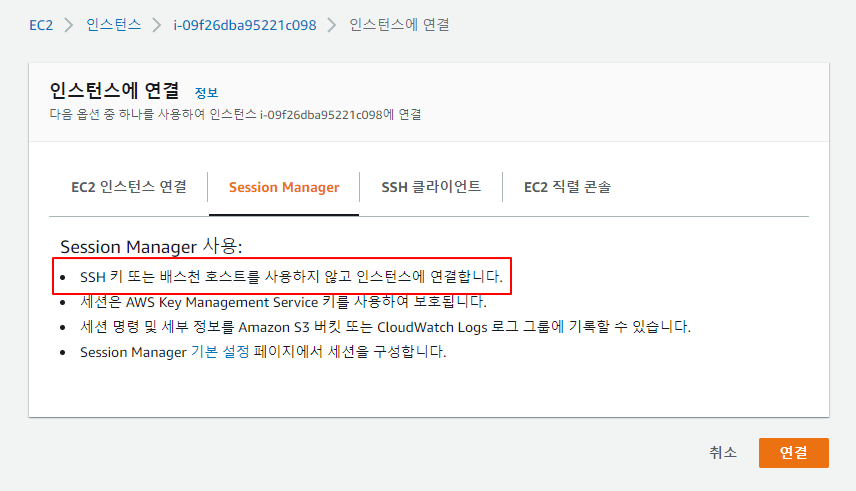 EC2 > 인스턴스 > i-09f26dba95221c098 > 인스턴스에 연결
인스턴스에 연결 정보
다음 옵션 중 하나를 사용하여 인스턴스 i-09f26dba95221c098에 연결
EC2 인스턴스 연결 Session Manager SSH 클라이언트 EC2 직렬 콘솔
Session Manager 사용:
• SSH 키 또는 배스천 호스트를 사용하지 않고 인스턴스에 연결합니다.
• 세션은 AWS Key Management Service 키를 사용하여 보호됩니다.
• 세션 명령 및 세부 정보를 Amazon S3 버킷 또는 CloudWatch Logs 로그 그룹에 기록할 수 있습니다.
• Session Manager 기본 설정 페이지에서 세션을 구성합니다.
취소 연결